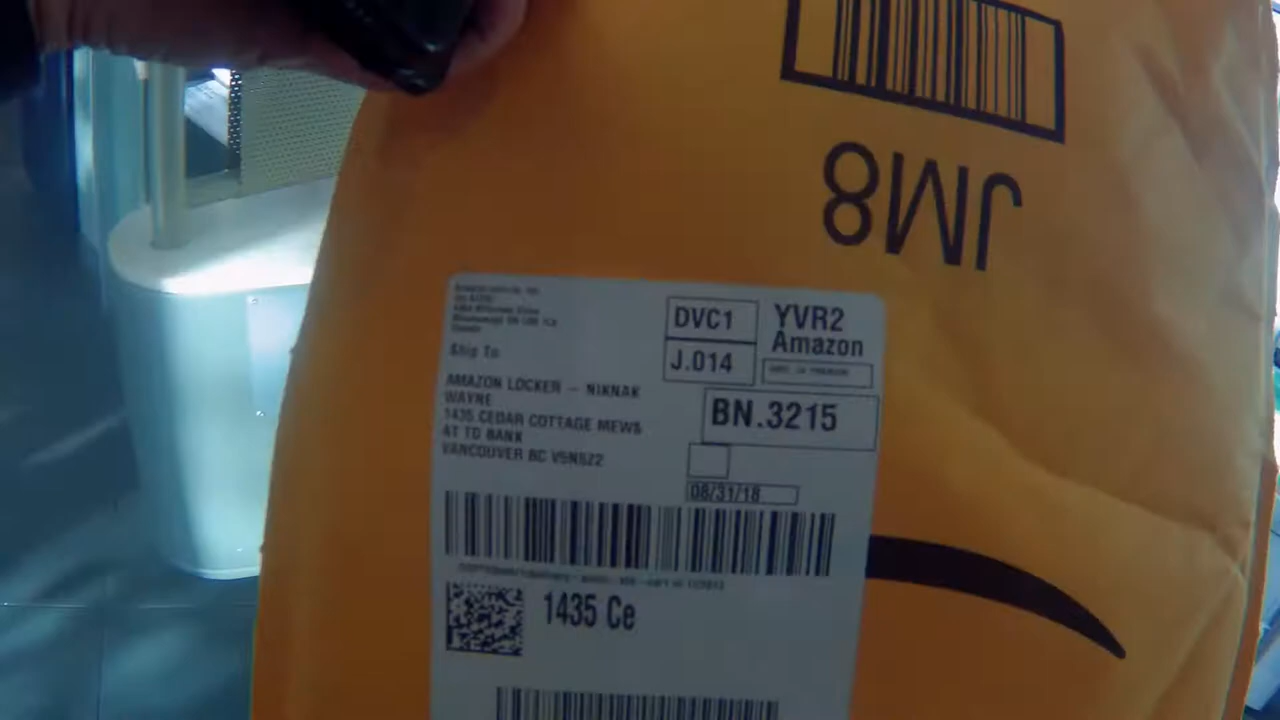 JM8
DVC1
YVR2
Amazon
J.014
Ship To
BN.3215
AMAZON LOCKER - NIKNAK
WAYNE
1435 CEDAR COTTAGE MEWS
AT TD BANK
VANCOUVER BC V5N5Z2
08/31/18
1435 Ce